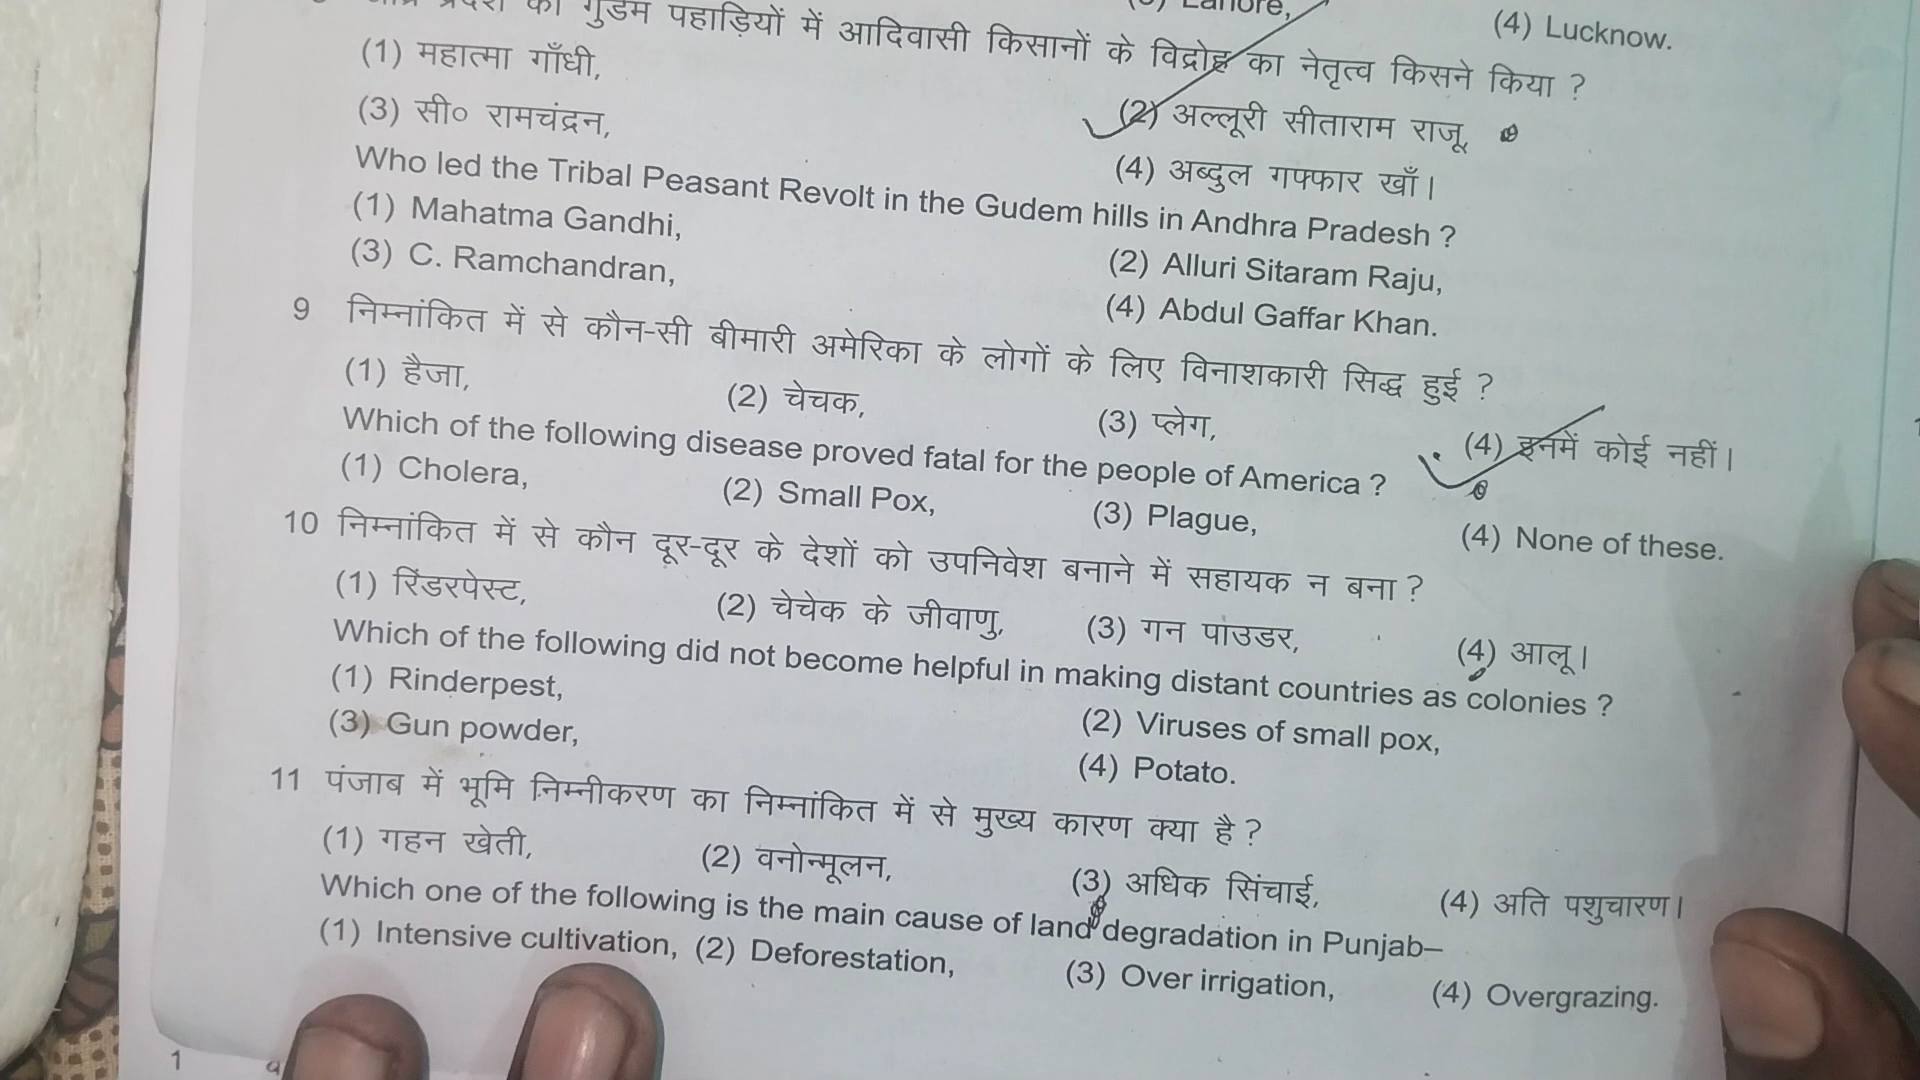 की गुडेम पहाड़ियों में आदिवासी किसानों के विद्रोह का नेतृत्व किसने किया ?
(4) Lucknow.
(1) महात्मा गाँधी,
(2) अल्लूरी सीताराम राजू,
(3) सी० रामचंद्रन,
(4) अब्दुल गफ्फार खाँ।
Who led the Tribal Peasant Revolt in the Gudem hills in Andhra Pradesh ?
(1) Mahatma Gandhi,
(2) Alluri Sitaram Raju,
(3) C. Ramchandran,
(4) Abdul Gaffar Khan.
9 निम्नांकित में से कौन-सी बीमारी अमेरिका के लोगों के लिए विनाशकारी सिद्ध हुई ?
(1) हैजा, (2) चेचक, (3) प्लेग, (4) इनमें कोई नहीं।
Which of the following disease proved fatal for the people of America ?
(1) Cholera, (2) Small Pox, (3) Plague, (4) None of these.
10 निम्नांकित में से कौन दूर-दूर के देशों को उपनिवेश बनाने में सहायक न बना ?
(1) रिंडरपेस्ट, (2) चेचेक के जीवाणु, (3) गन पाउडर, (4) आलू।
Which of the following did not become helpful in making distant countries as colonies ?
(1) Rinderpest, (2) Viruses of small pox,
(3) Gun powder, (4) Potato.
11 पंजाब में भूमि निम्नीकरण का निम्नांकित में से मुख्य कारण क्या है ?
(1) गहन खेती, (2) वनोन्मूलन, (3) अधिक सिंचाई, (4) अति पशुचारण।
Which one of the following is the main cause of land degradation in Punjab–
(1) Intensive cultivation, (2) Deforestation, (3) Over irrigation, (4) Overgrazing.
1